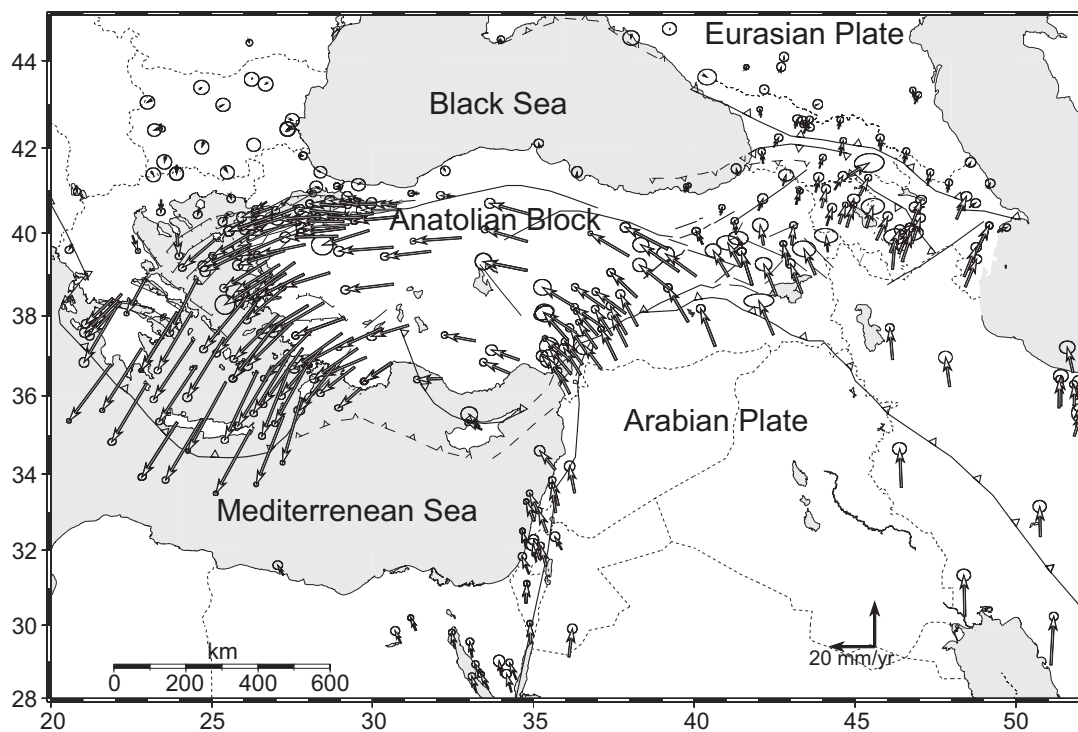 Eurasian Plate
44
Black Sea
42
Anatolian Block
40
38
36
Arabian Plate
34
Mediterrenean Sea
32
30
km
20 mm/yr
0 200 400 600
28
20 25 30 35 40 45 50